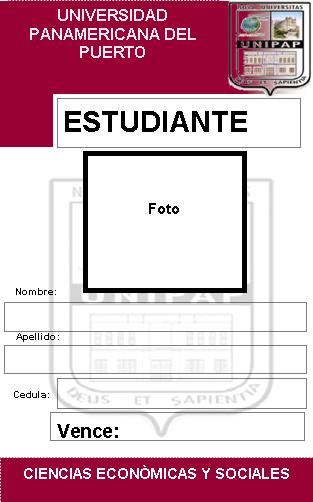 UNIVERSIDAD
PANAMERICANA DEL
PUERTO
UNIPAP
ESTUDIANTE
Foto
Nombre:
UNIPAP
Apellido:
Cedula:
DEUS ET SAPIENTIA
Vence:
CIENCIAS ECONÒMICAS Y SOCIALES